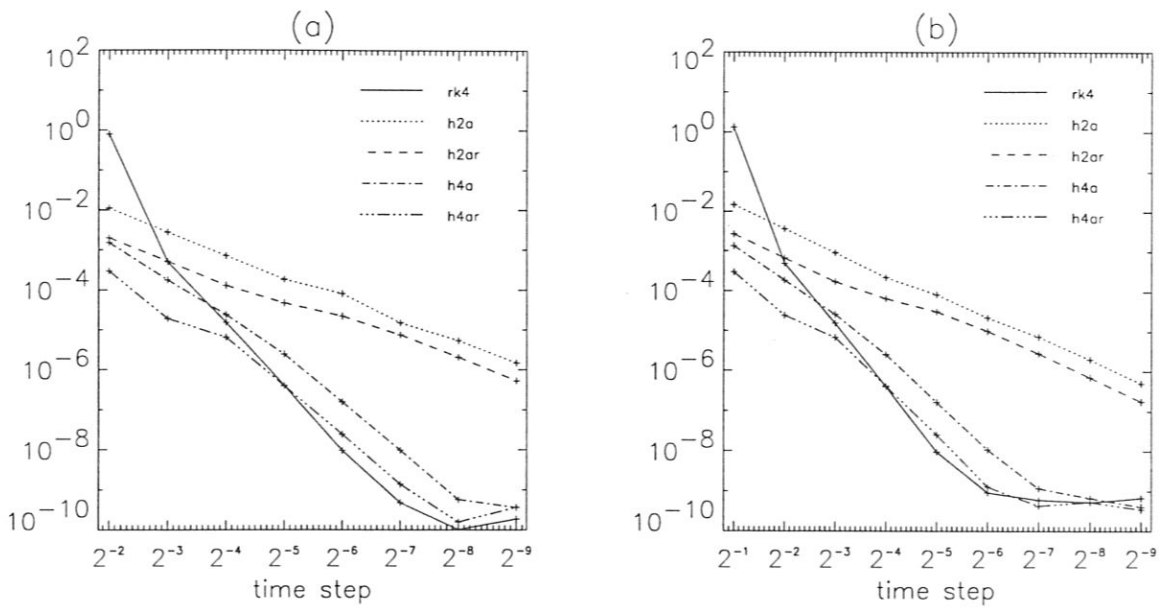 (a)
10^2
10^0
10^-2
10^-4
10^-6
10^-8
10^-10
rk4
h2a
h2ar
h4a
h4ar
2^-2 2^-3 2^-4 2^-5 2^-6 2^-7 2^-8 2^-9
time step
(b)
10^2
10^0
10^-2
10^-4
10^-6
10^-8
10^-10
rk4
h2a
h2ar
h4a
h4ar
2^-1 2^-2 2^-3 2^-4 2^-5 2^-6 2^-7 2^-8 2^-9
time step